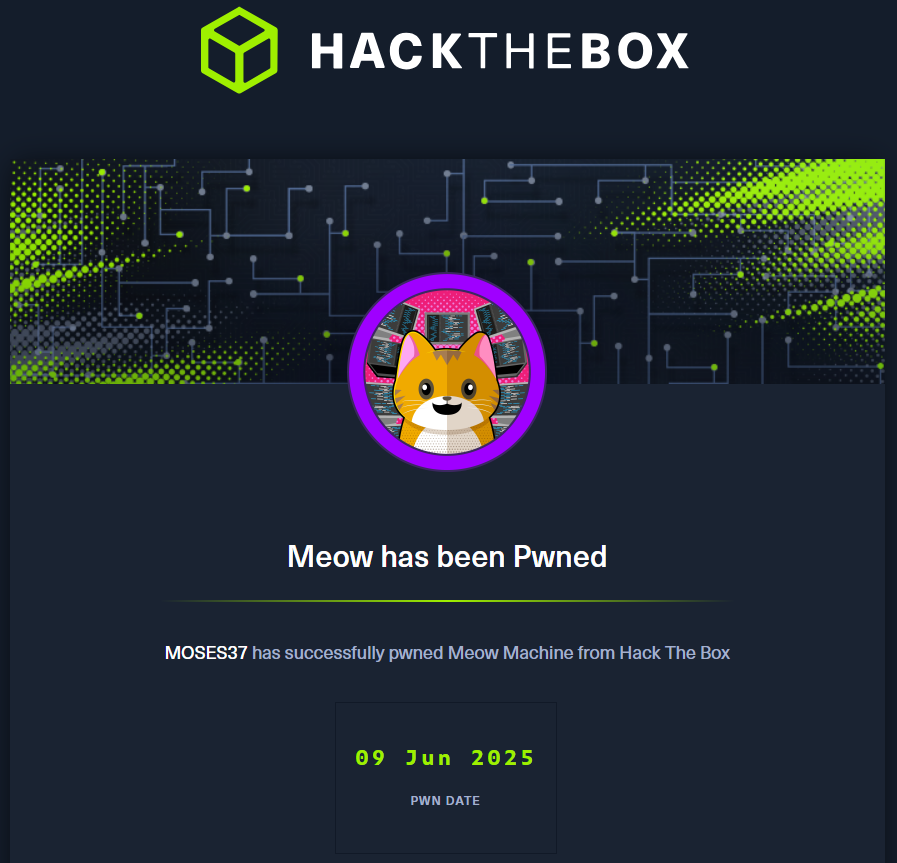 HACKTHEBOX
Meow has been Pwned
MOSES37 has successfully pwned Meow Machine from Hack The Box
09 Jun 2025
PWN DATE